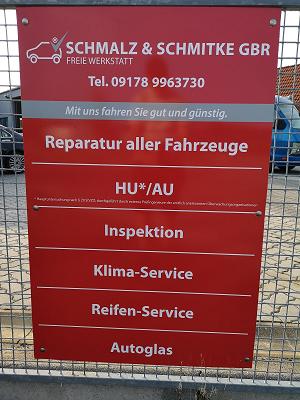 SCHMALZ & SCHMITKE GBR
FREIE WERKSTATT
Tel. 09178 9963730
Mit uns fahren Sie gut und günstig.
Reparatur aller Fahrzeuge
HU*/AU
Inspektion
Klima-Service
Reifen-Service
Autoglas